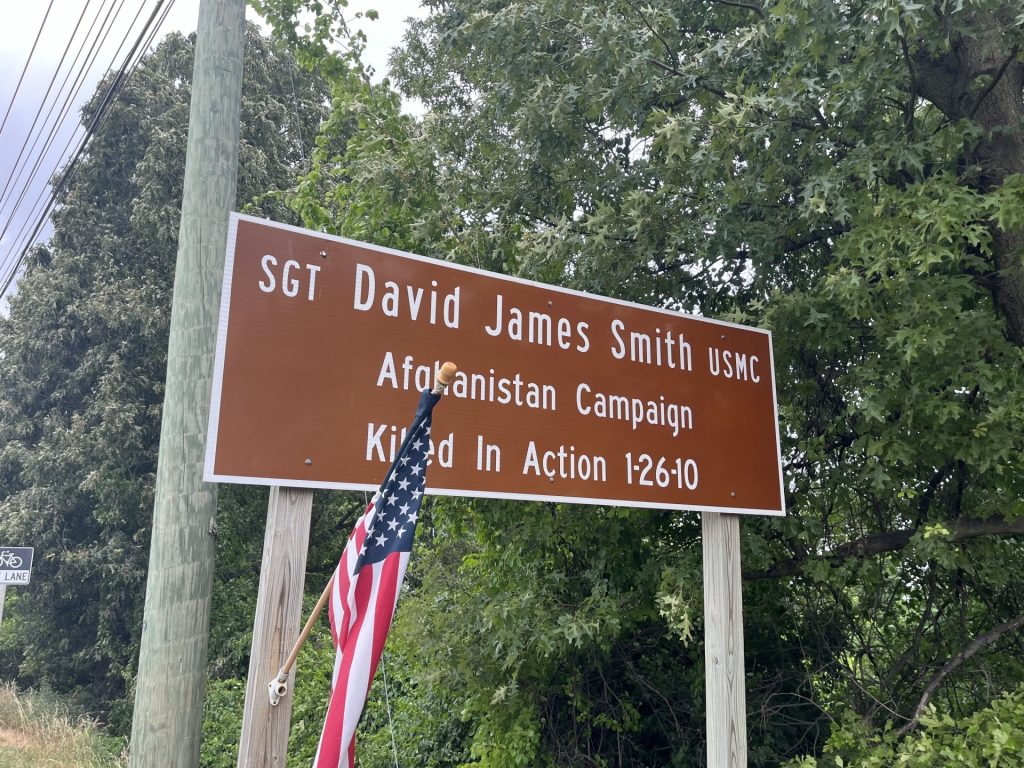 SGT David James Smith USMC
Afghanistan Campaign
Killed In Action 1-26-10
LANE